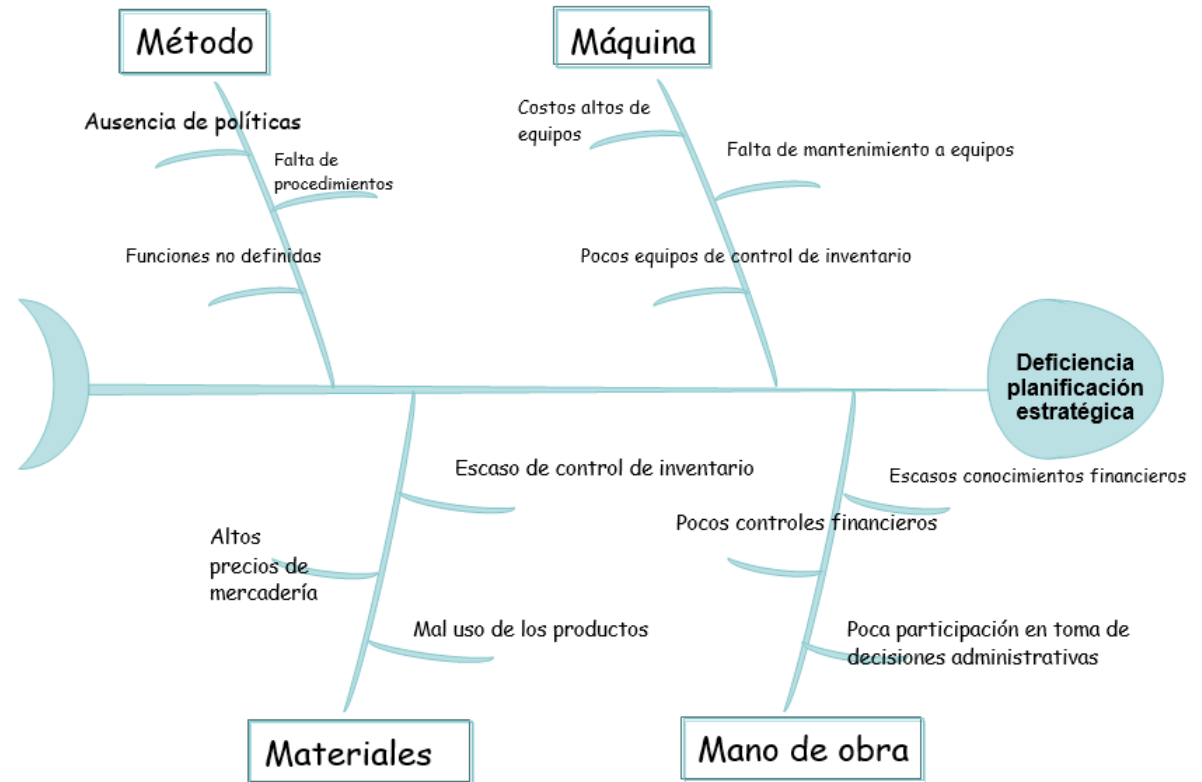 Método
Máquina
Ausencia de políticas
Falta de
procedimientos
Funciones no definidas
Costos altos de
equipos
Falta de mantenimiento a equipos
Pocos equipos de control de inventario
Deficiencia
planificación
estratégica
Escaso de control de inventario
Altos
precios de
mercadería
Mal uso de los productos
Escasos conocimientos financieros
Pocos controles financieros
Poca participación en toma de
decisiones administrativas
Materiales
Mano de obra